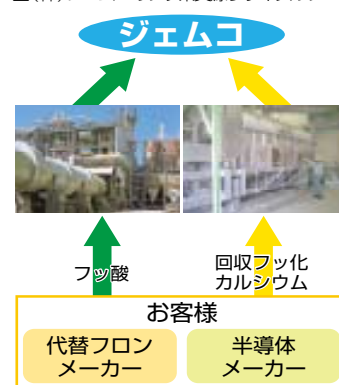 ジェムコ
フッ酸
回収フッ化
カルシウム
お客様
代替フロン
メーカー
半導体
メーカー